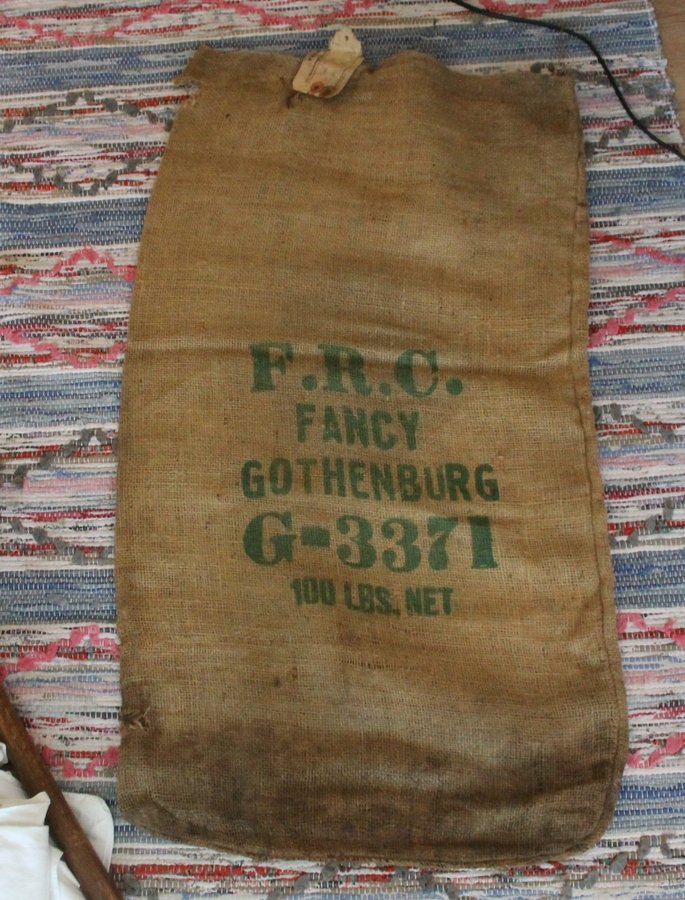 F.R.C.
FANCY
GOTHENBURG
G-3371
100 LBS. NET